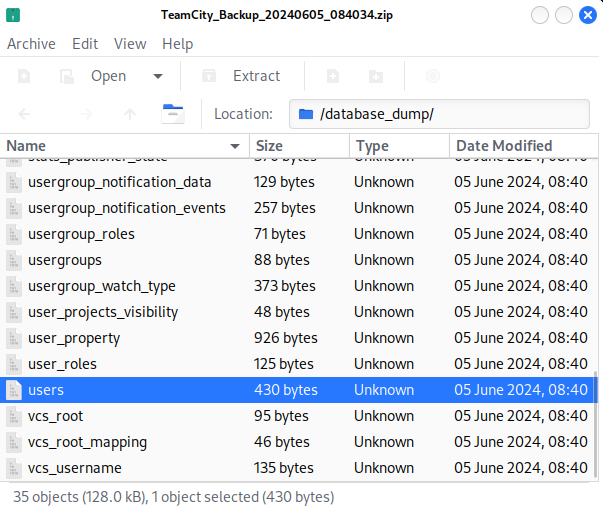 TeamCity_Backup_20240605_084034.zip
Archive Edit View Help
Open Extract
Location: /database_dump/
Name Size Type Date Modified
stats_publisher_state 370 bytes Unknown 05 June 2024, 08:40
usergroup_notification_data 129 bytes Unknown 05 June 2024, 08:40
usergroup_notification_events 257 bytes Unknown 05 June 2024, 08:40
usergroup_roles 71 bytes Unknown 05 June 2024, 08:40
usergroups 88 bytes Unknown 05 June 2024, 08:40
usergroup_watch_type 373 bytes Unknown 05 June 2024, 08:40
user_projects_visibility 48 bytes Unknown 05 June 2024, 08:40
user_property 926 bytes Unknown 05 June 2024, 08:40
user_roles 125 bytes Unknown 05 June 2024, 08:40
users 430 bytes Unknown 05 June 2024, 08:40
vcs_root 95 bytes Unknown 05 June 2024, 08:40
vcs_root_mapping 46 bytes Unknown 05 June 2024, 08:40
vcs_username 135 bytes Unknown 05 June 2024, 08:40
35 objects (128.0 kB), 1 object selected (430 bytes)